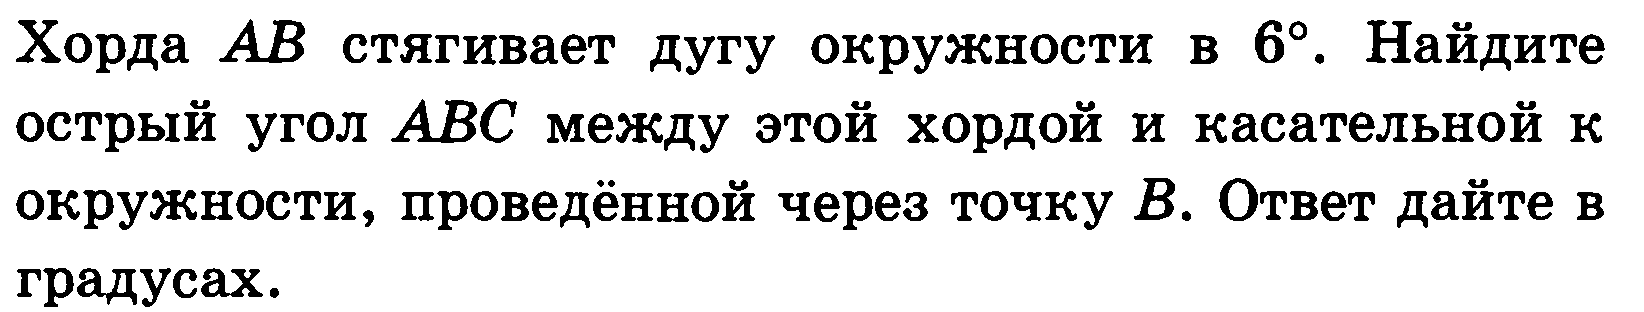 Хорда AB стягивает дугу окружности в 6°. Найдите
острый угол ABC между этой хордой и касательной к
окружности, проведённой через точку B. Ответ дайте в
градусах.